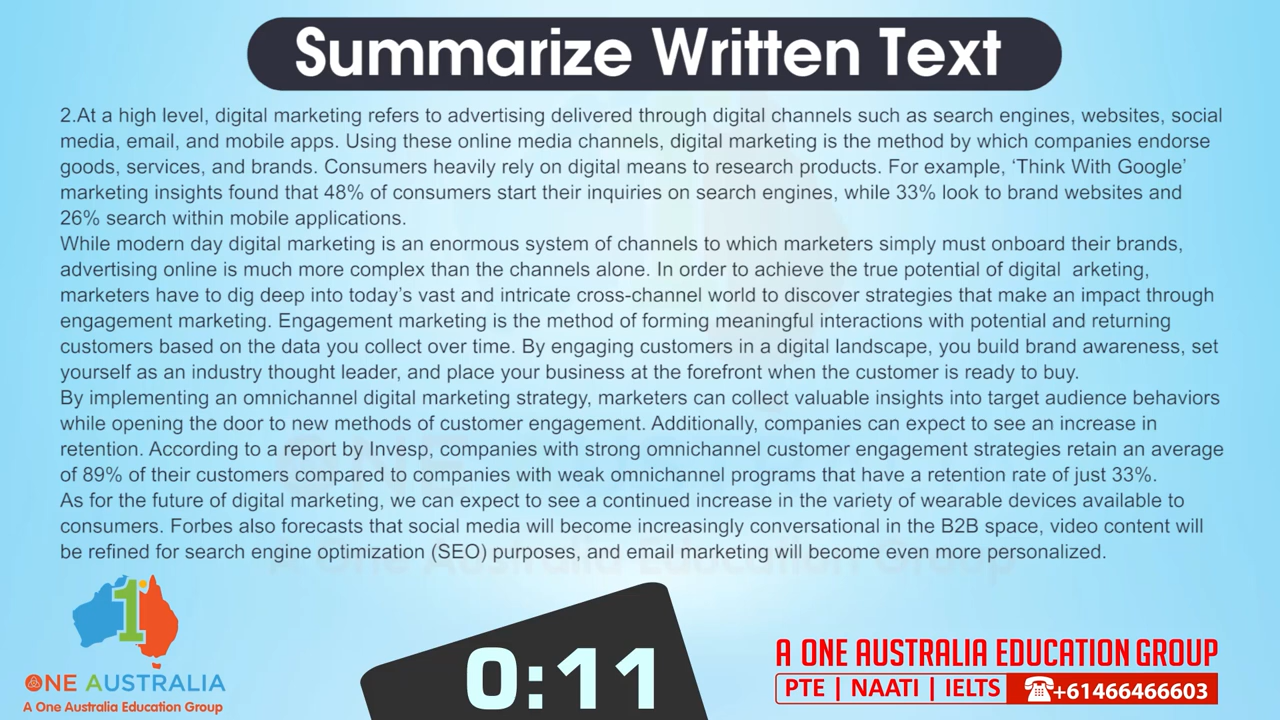 Summarize Written Text
2.At a high level, digital marketing refers to advertising delivered through digital channels such as search engines, websites, social
media, email, and mobile apps. Using these online media channels, digital marketing is the method by which companies endorse
goods, services, and brands. Consumers heavily rely on digital means to research products. For example, ‘Think With Google’
marketing insights found that 48% of consumers start their inquiries on search engines, while 33% look to brand websites and
26% search within mobile applications.
While modern day digital marketing is an enormous system of channels to which marketers simply must onboard their brands,
advertising online is much more complex than the channels alone. In order to achieve the true potential of digital  arketing,
marketers have to dig deep into today’s vast and intricate cross-channel world to discover strategies that make an impact through
engagement marketing. Engagement marketing is the method of forming meaningful interactions with potential and returning
customers based on the data you collect over time. By engaging customers in a digital landscape, you build brand awareness, set
yourself as an industry thought leader, and place your business at the forefront when the customer is ready to buy.
By implementing an omnichannel digital marketing strategy, marketers can collect valuable insights into target audience behaviors
while opening the door to new methods of customer engagement. Additionally, companies can expect to see an increase in
retention. According to a report by Invesp, companies with strong omnichannel customer engagement strategies retain an average
of 89% of their customers compared to companies with weak omnichannel programs that have a retention rate of just 33%.
As for the future of digital marketing, we can expect to see a continued increase in the variety of wearable devices available to
consumers. Forbes also forecasts that social media will become increasingly conversational in the B2B space, video content will
be refined for search engine optimization (SEO) purposes, and email marketing will become even more personalized.
A One Australia Education Group
1
ONE AUSTRALIA
A One Australia Education Group
0:11
A ONE AUSTRALIA EDUCATION GROUP
PTE | NAATI | IELTS +61466466603